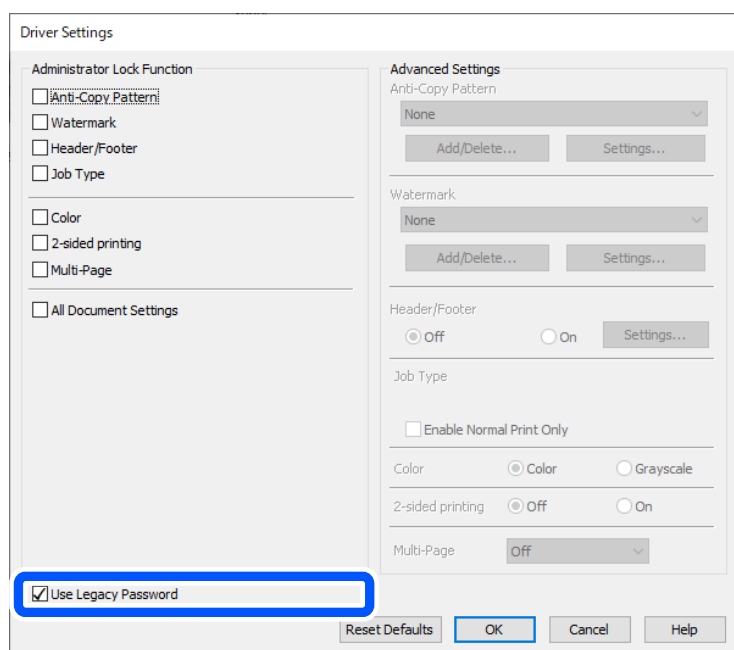 Driver Settings
Administrator Lock Function
Anti-Copy Pattern
Watermark
Header/Footer
Job Type
Color
2-sided printing
Multi-Page
All Document Settings
Use Legacy Password
Advanced Settings
Anti-Copy Pattern
None
Add/Delete... Settings...
Watermark
None
Add/Delete... Settings...
Header/Footer
Off On Settings...
Job Type
Enable Normal Print Only
Color Color Grayscale
2-sided printing Off On
Multi-Page Off
Reset Defaults OK Cancel Help